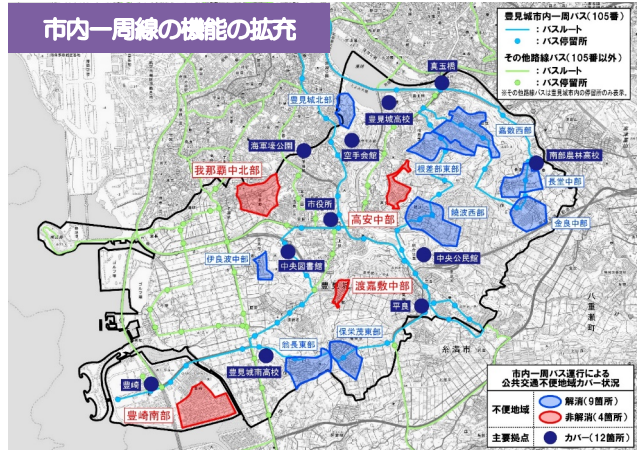 市内一周線の機能の拡充
豊見城市内一周バス(105番)
：バスルート
：バス停留所
その他路線バス(105番以外)
：バスルート
：バス停留所
※その他路線バスは豊見城市内の停留所のみ表示。
真玉橋
豊見城北部
豊見城高校
嘉数西部
海軍壕公園
空手会館
南部農林高校
我那覇中北部
根差部東部
長堂中部
市役所
高安中部
饒波西部
金良中部
伊良波中部
中央図書館
中央公民館
豊見
渡嘉敷中部
八重瀬町
平良
保栄茂東部
翁長東部
糸満市
豊見城南高校
豊崎
豊崎南部
市内一周バス運行による
公共交通不便地域カバー状況
不便地域
解消(9箇所)
非解消(4箇所)
主要拠点
カバー(12箇所)